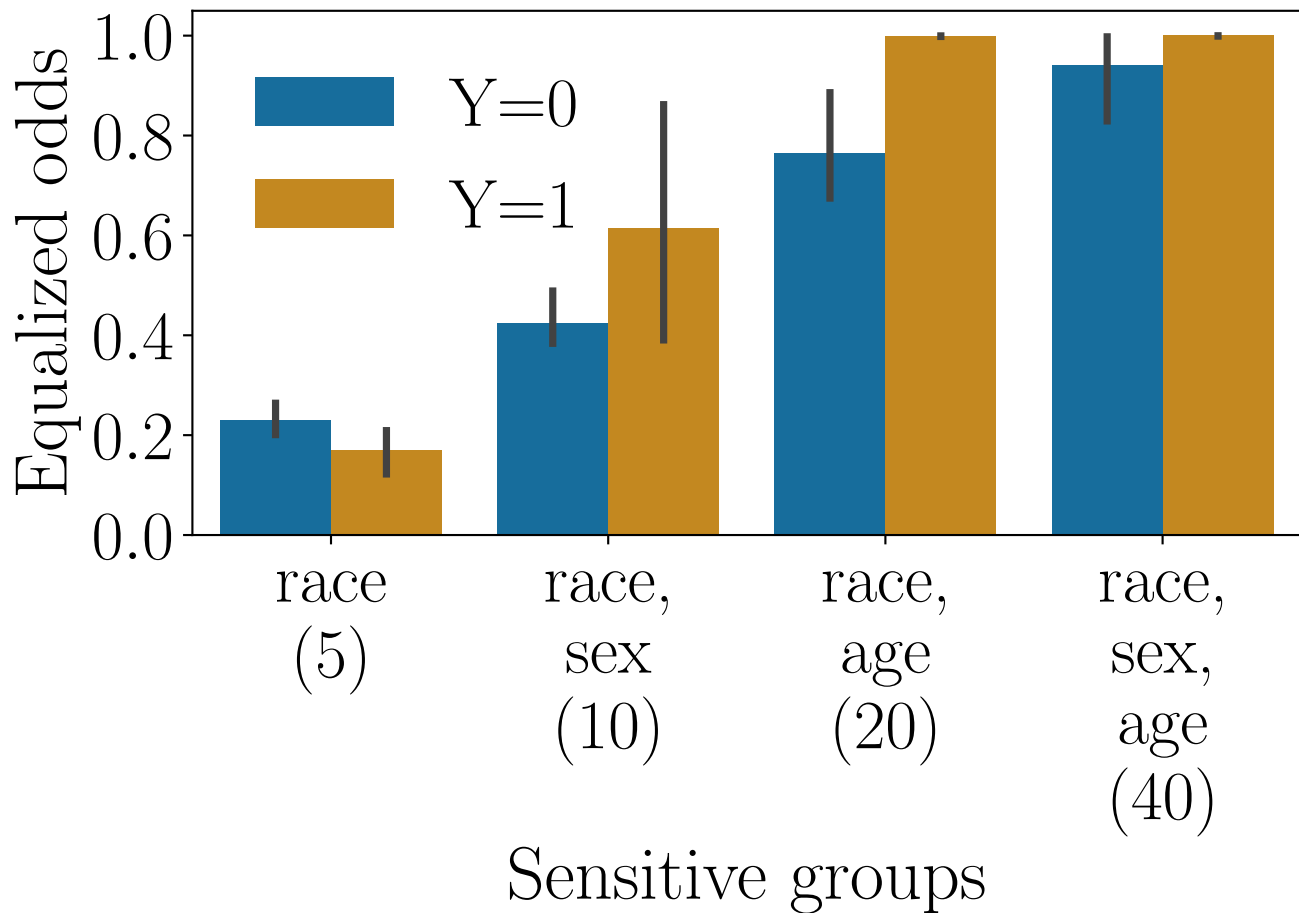 Equalized odds
1.0
0.8
0.6
0.4
0.2
0.0
Y=0
Y=1
race
(5)
race,
sex
(10)
race,
age
(20)
race,
sex,
age
(40)
Sensitive groups